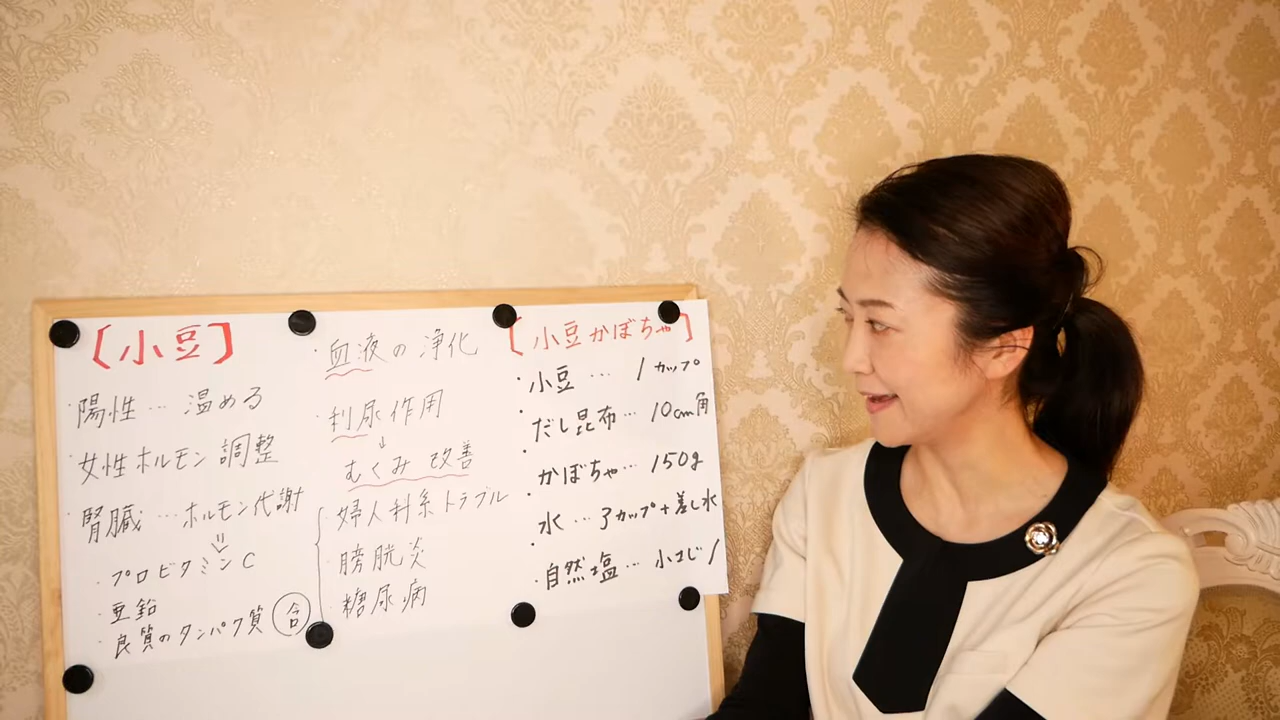 【小豆】
・陽性…温める
・女性ホルモン調整
・腎臓…ホルモン代謝
⇓
・プロビタミンC
・亜鉛
・良質のタンパク質 含
・血液の浄化
・利尿作用
↓
むくみ改善
・婦人科系トラブル
・膀胱炎
・糖尿病
【小豆かぼちゃ】
・小豆… 1カップ
・だし昆布… 10cm角
・かぼちゃ… 150g
・水…3カップ+差し水
・自然塩… 小さじ1